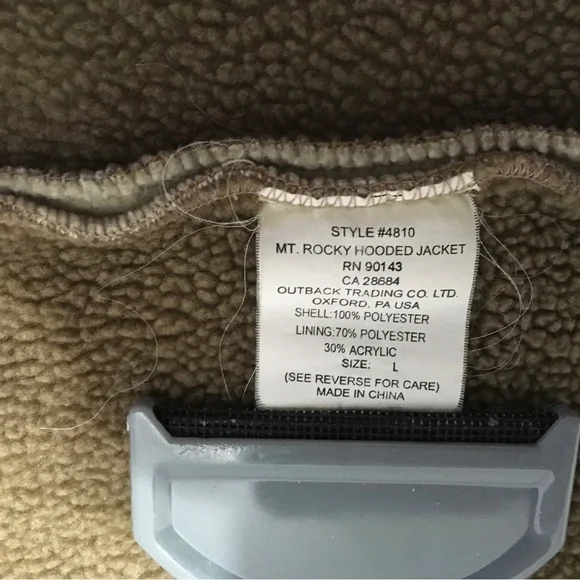 STYLE #4810
MT. ROCKY HOODED JACKET
RN 90143
CA 28684
OUTBACK TRADING CO. LTD.
OXFORD, PA USA
SHELL:100% POLYESTER
LINING:70% POLYESTER
30% ACRYLIC
SIZE: L
(SEE REVERSE FOR CARE)
MADE IN CHINA